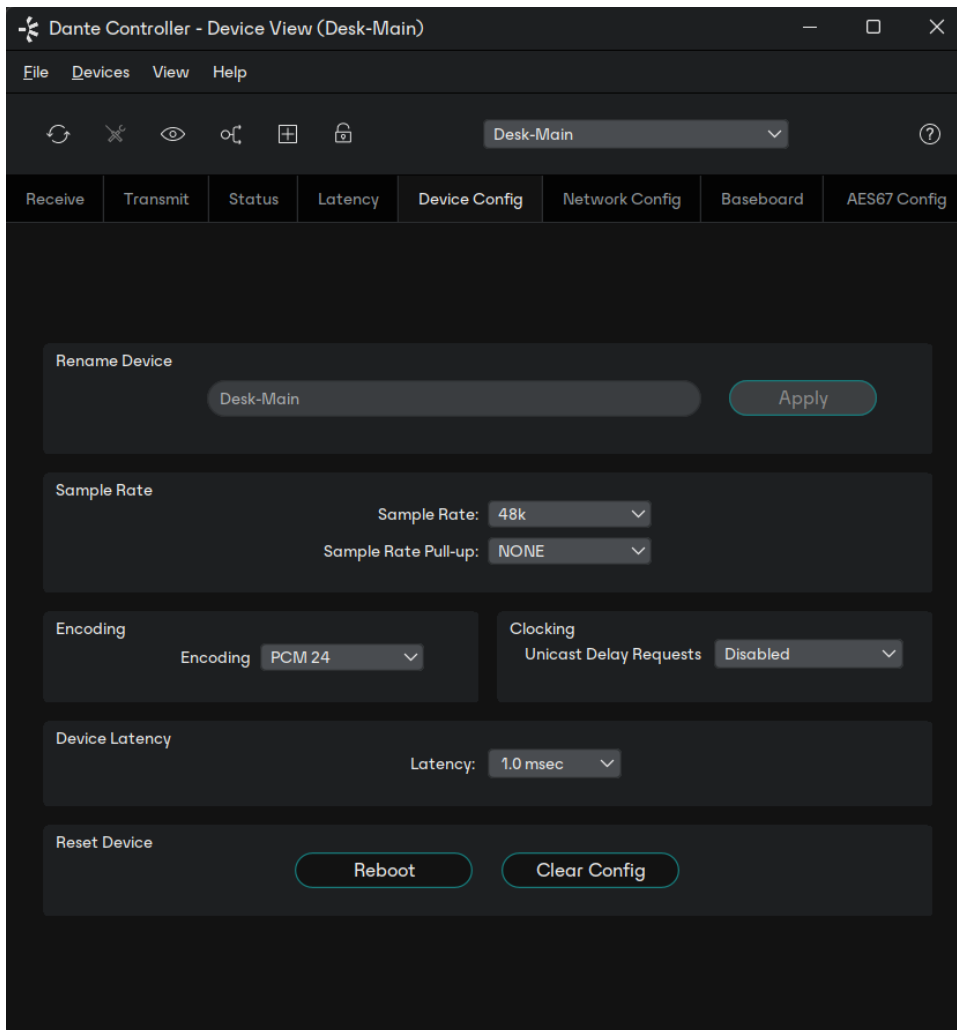 Dante Controller - Device View (Desk-Main)
File Devices View Help
Desk-Main
Receive Transmit Status Latency Device Config Network Config Baseboard AES67 Config
Rename Device
Desk-Main Apply
Sample Rate
Sample Rate: 48k
Sample Rate Pull-up: NONE
Encoding
Encoding PCM 24
Clocking
Unicast Delay Requests Disabled
Device Latency
Latency: 1.0 msec
Reset Device
Reboot Clear Config